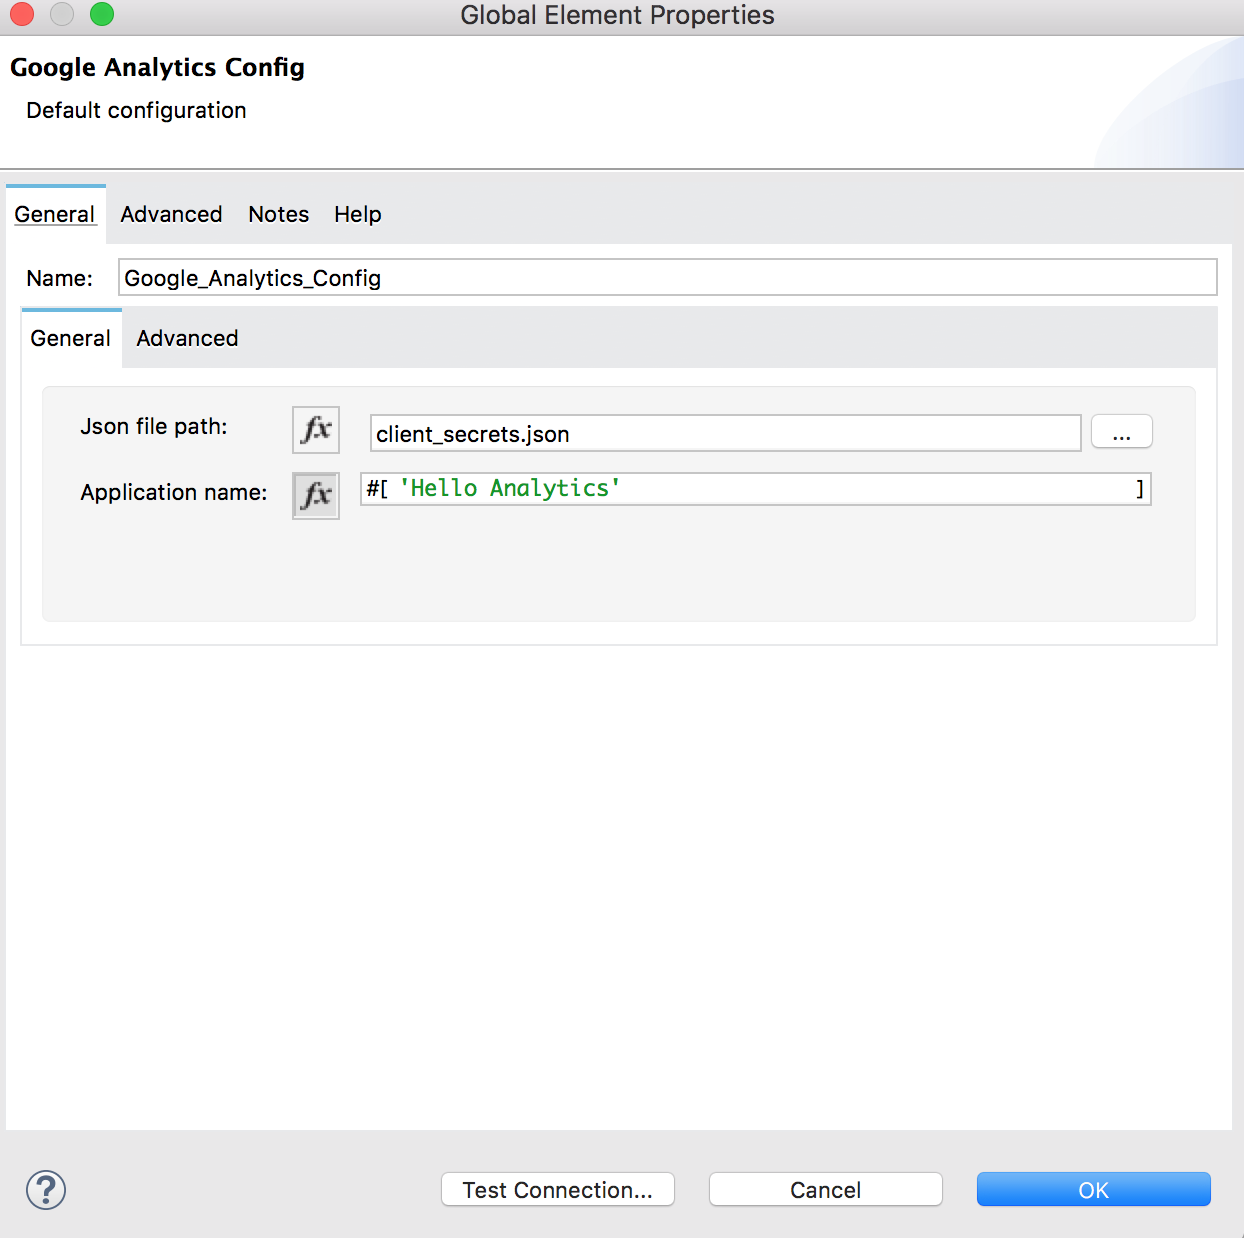 Global Element Properties
Google Analytics Config
Default configuration
General Advanced Notes Help
Name: Google_Analytics_Config
General Advanced
Json file path: fx client_secrets.json ...
Application name: fx #[ 'Hello Analytics' ]
? Test Connection... Cancel OK